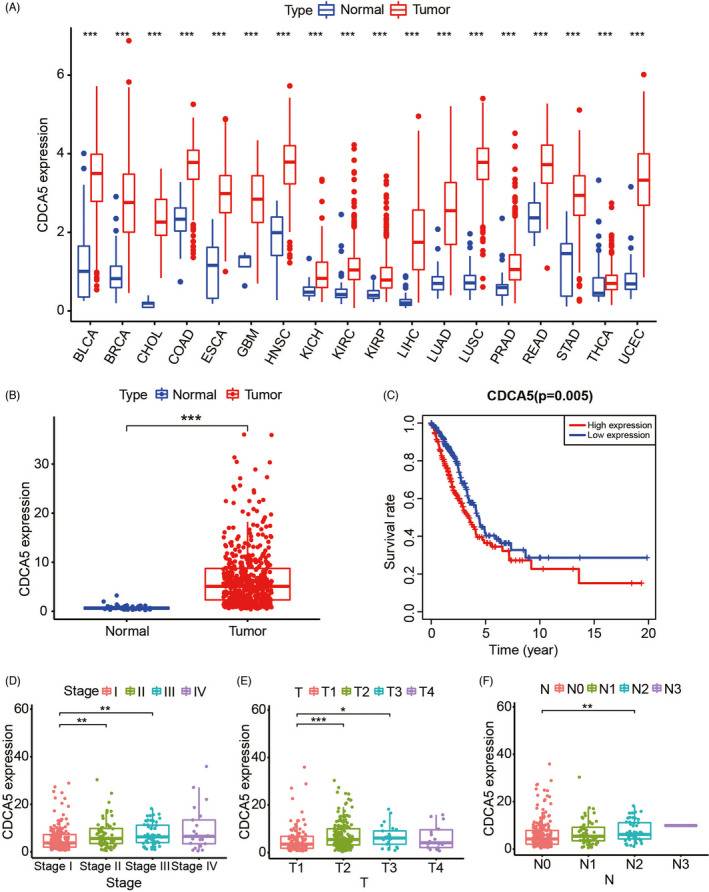 (A)
Type Normal Tumor
*** *** *** *** *** *** *** *** *** *** *** *** *** *** *** *** *** ***
CDCA5 expression
6
4
2
0
BLCA BRCA CHOL COAD ESCA GBM HNSC KICH KIRC KIRP LIHC LUAD LUSC PRAD READ STAD THCA UCEC
(B)
Type Normal Tumor
***
CDCA5 expression
30
20
10
0
Normal Tumor
(C)
CDCA5(p=0.005)
High expression
Low expression
Survival rate
1.0
0.8
0.6
0.4
0.2
0.0
0 5 10 15 20
Time (year)
(D)
Stage I II III IV
**
**
CDCA5 expression
60
40
20
0
Stage I Stage II Stage III Stage IV
Stage
(E)
T T1 T2 T3 T4
*
***
CDCA5 expression
60
40
20
0
T1 T2 T3 T4
T
(F)
N N0 N1 N2 N3
**
CDCA5 expression
60
40
20
0
N0 N1 N2 N3
N